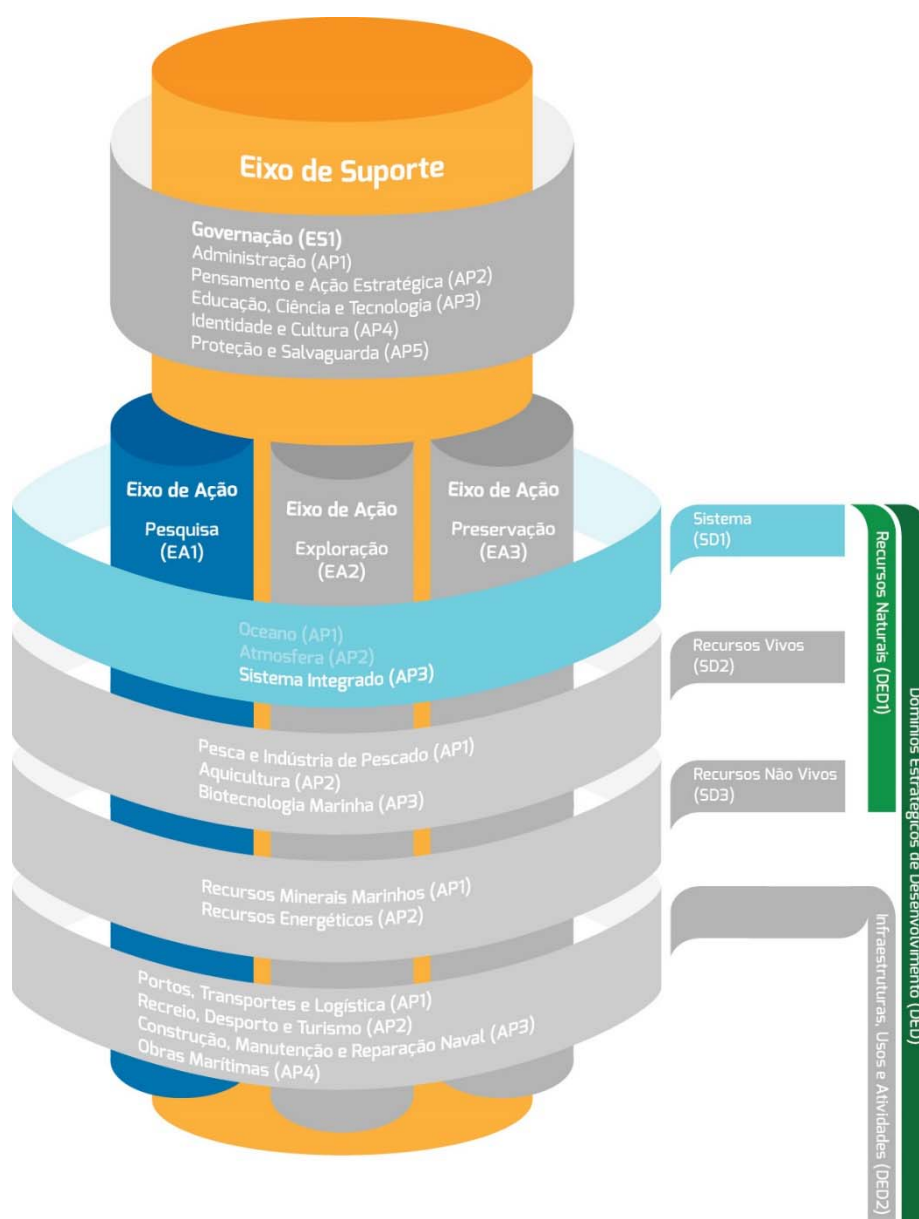 Eixo de Suporte
Governação (ES1)
Administração (AP1)
Pensamento e Ação Estratégica (AP2)
Educação, Ciência e Tecnologia (AP3)
Identidade e Cultura (AP4)
Proteção e Salvaguarda (AP5)
Eixo de Ação
Pesquisa
(EA1)
Eixo de Ação
Exploração
(EA2)
Eixo de Ação
Preservação
(EA3)
Oceano (AP1)
Atmosfera (AP2)
Sistema Integrado (AP3)
Sistema
(SD1)
Pesca e Indústria de Pescado (AP1)
Aquicultura (AP2)
Biotecnologia Marinha (AP3)
Recursos Vivos
(SD2)
Recursos Minerais Marinhos (AP1)
Recursos Energéticos (AP2)
Recursos Não Vivos
(SD3)
Portos, Transportes e Logística (AP1)
Recreio, Desporto e Turismo (AP2)
Construção, Manutenção e Reparação Naval (AP3)
Obras Marítimas (AP4)
Recursos Naturais (DED1)
Infraestruturas, Usos e Atividades (DED2)
Domínios Estratégicos de Desenvolvimento (DED)